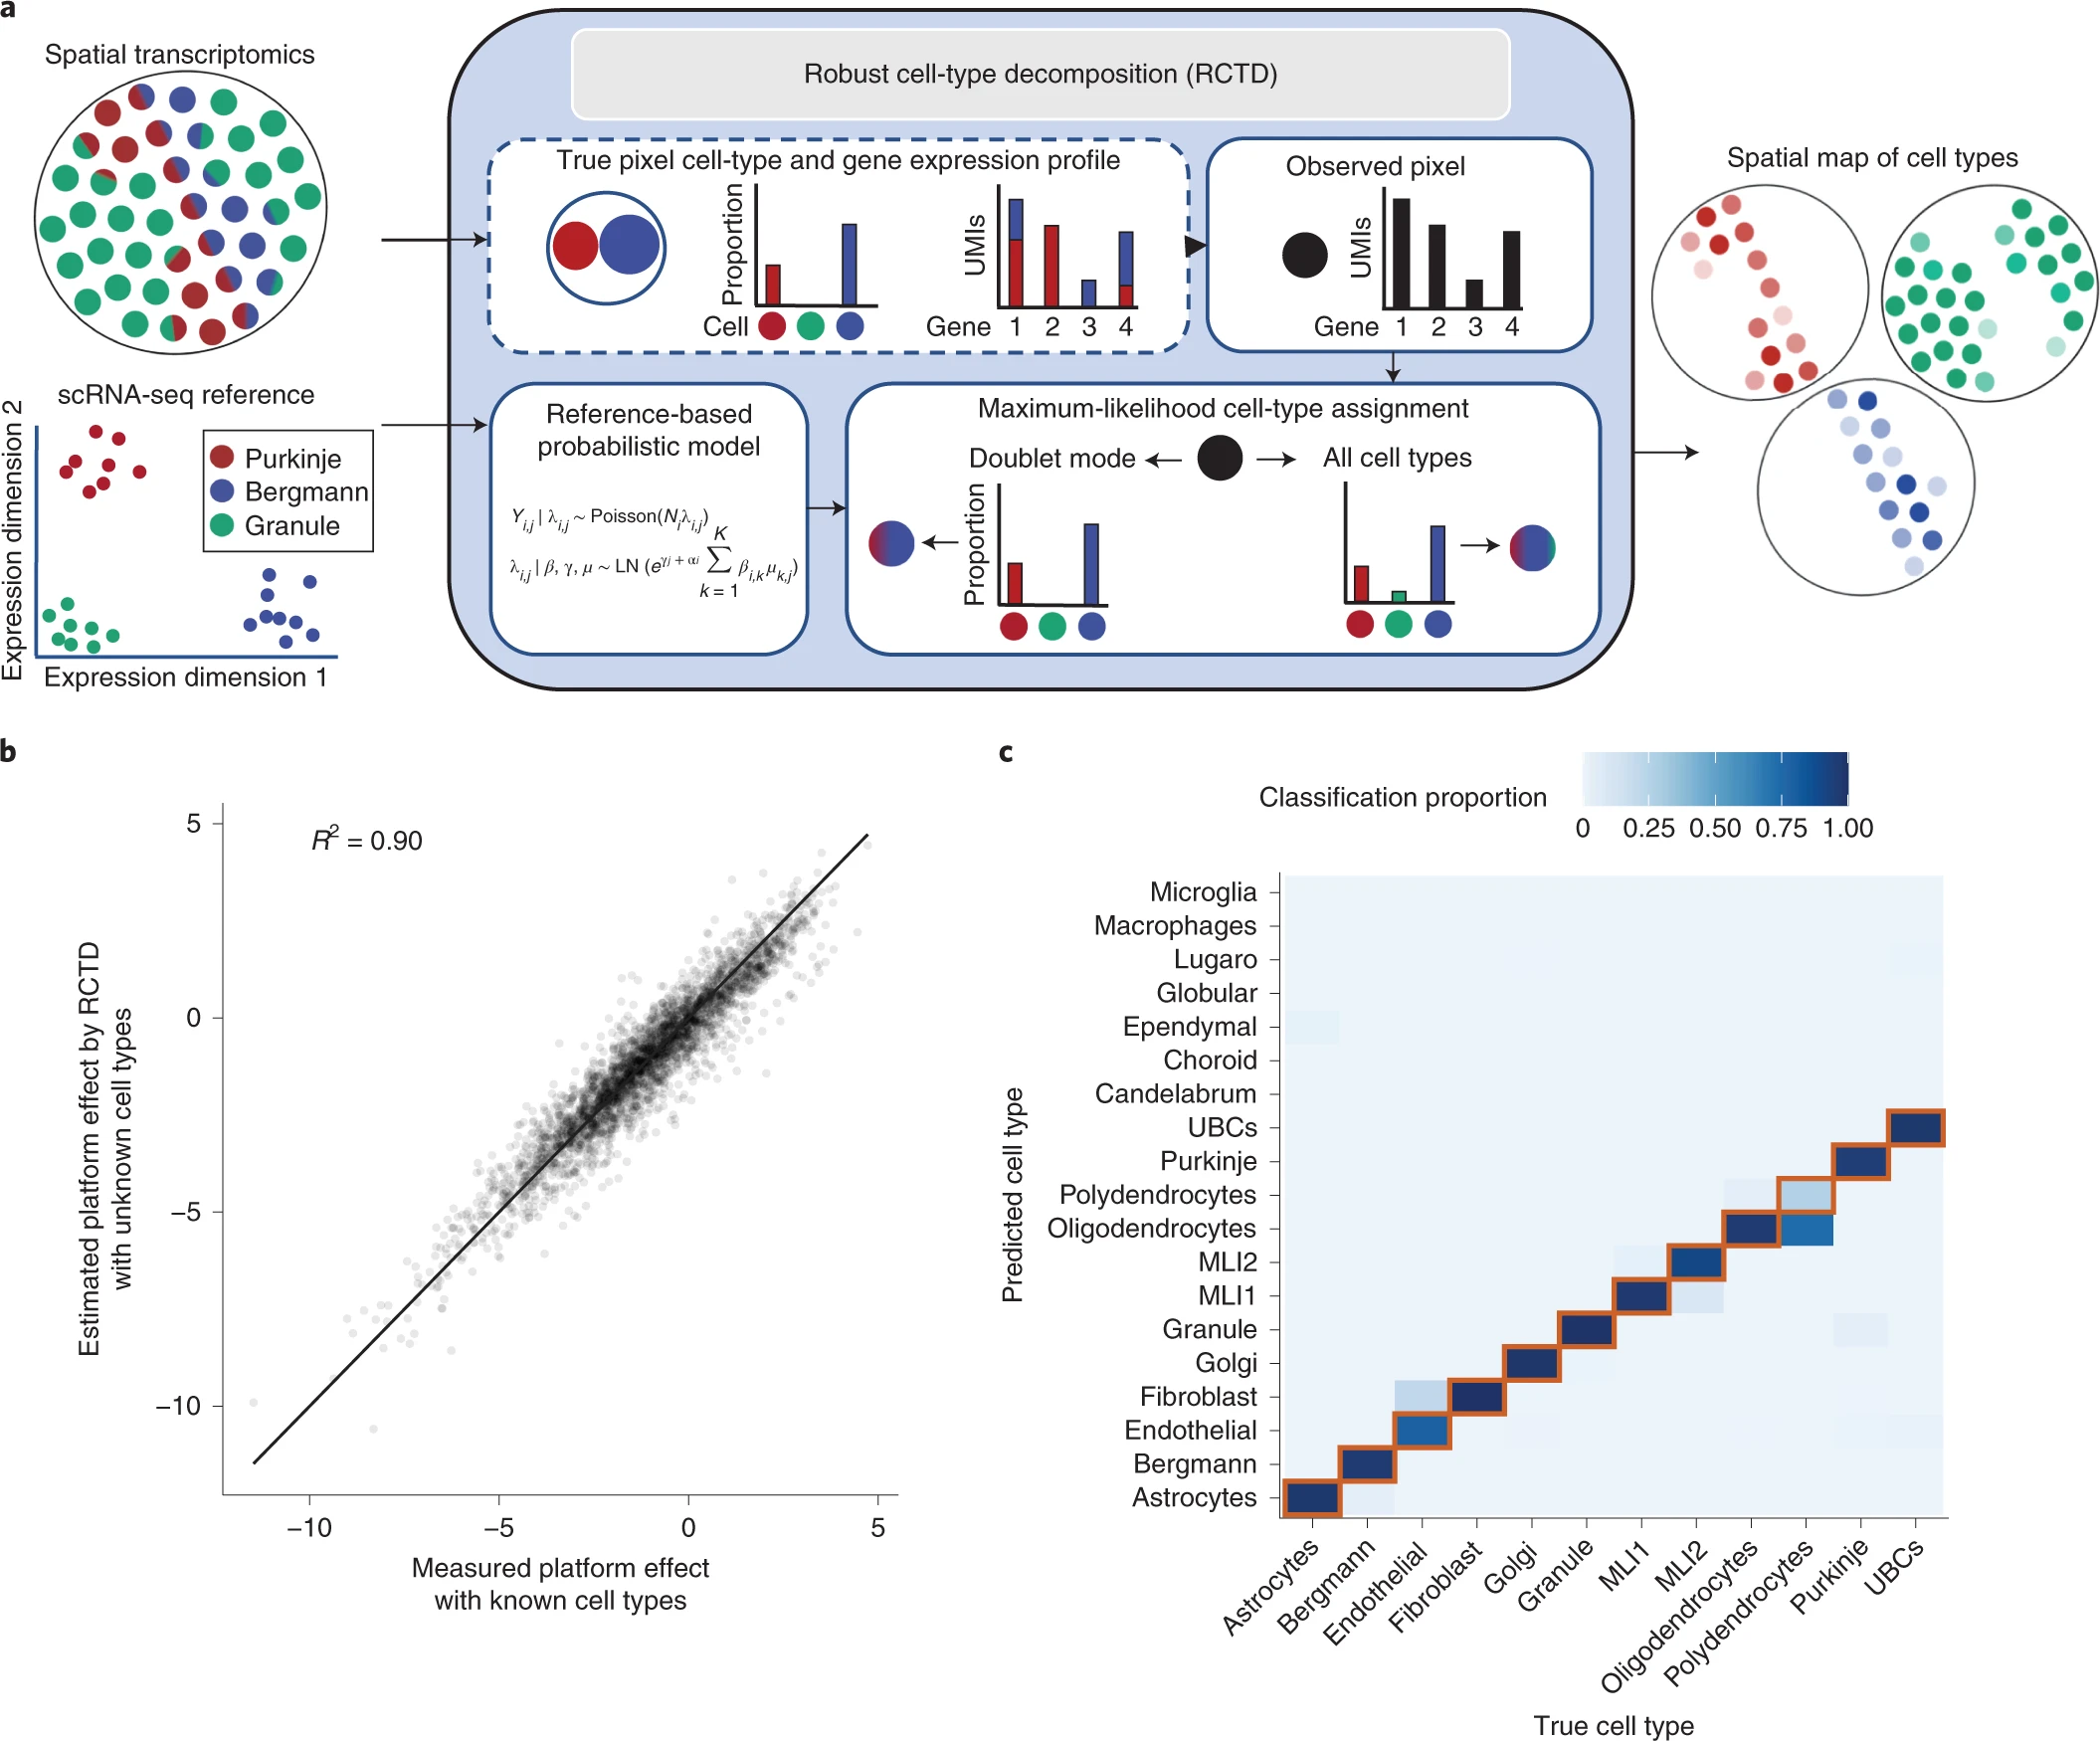 a
Spatial transcriptomics
Robust cell-type decomposition (RCTD)
True pixel cell-type and gene expression profile
Proportion
Cell
UMIs
Gene 1 2 3 4
Observed pixel
UMIs
Gene 1 2 3 4
Spatial map of cell types
scRNA-seq reference
Expression dimension 2
Purkinje
Bergmann
Granule
Expression dimension 1
Reference-based
probabilistic model
Y_{i,j} | λ_{i,j} ~ Poisson(N_iλ_{i,j})
λ_{i,j} | β, γ, μ ~ LN (e^{γj + αi} ∑_{k = 1}^{K} β_{i,k}μ_{k,j})
Maximum-likelihood cell-type assignment
Doublet mode
All cell types
Proportion
b
R² = 0.90
5
0
−5
−10
Estimated platform effect by RCTD
with unknown cell types
−10 −5 0 5
Measured platform effect
with known cell types
c
Classification proportion
0 0.25 0.50 0.75 1.00
Predicted cell type
Microglia
Macrophages
Lugaro
Globular
Ependymal
Choroid
Candelabrum
UBCs
Purkinje
Polydendrocytes
Oligodendrocytes
MLI2
MLI1
Granule
Golgi
Fibroblast
Endothelial
Bergmann
Astrocytes
Astrocytes
Bergmann
Endothelial
Fibroblast
Golgi
Granule
MLI1
MLI2
Oligodendrocytes
Polydendrocytes
Purkinje
UBCs
True cell type